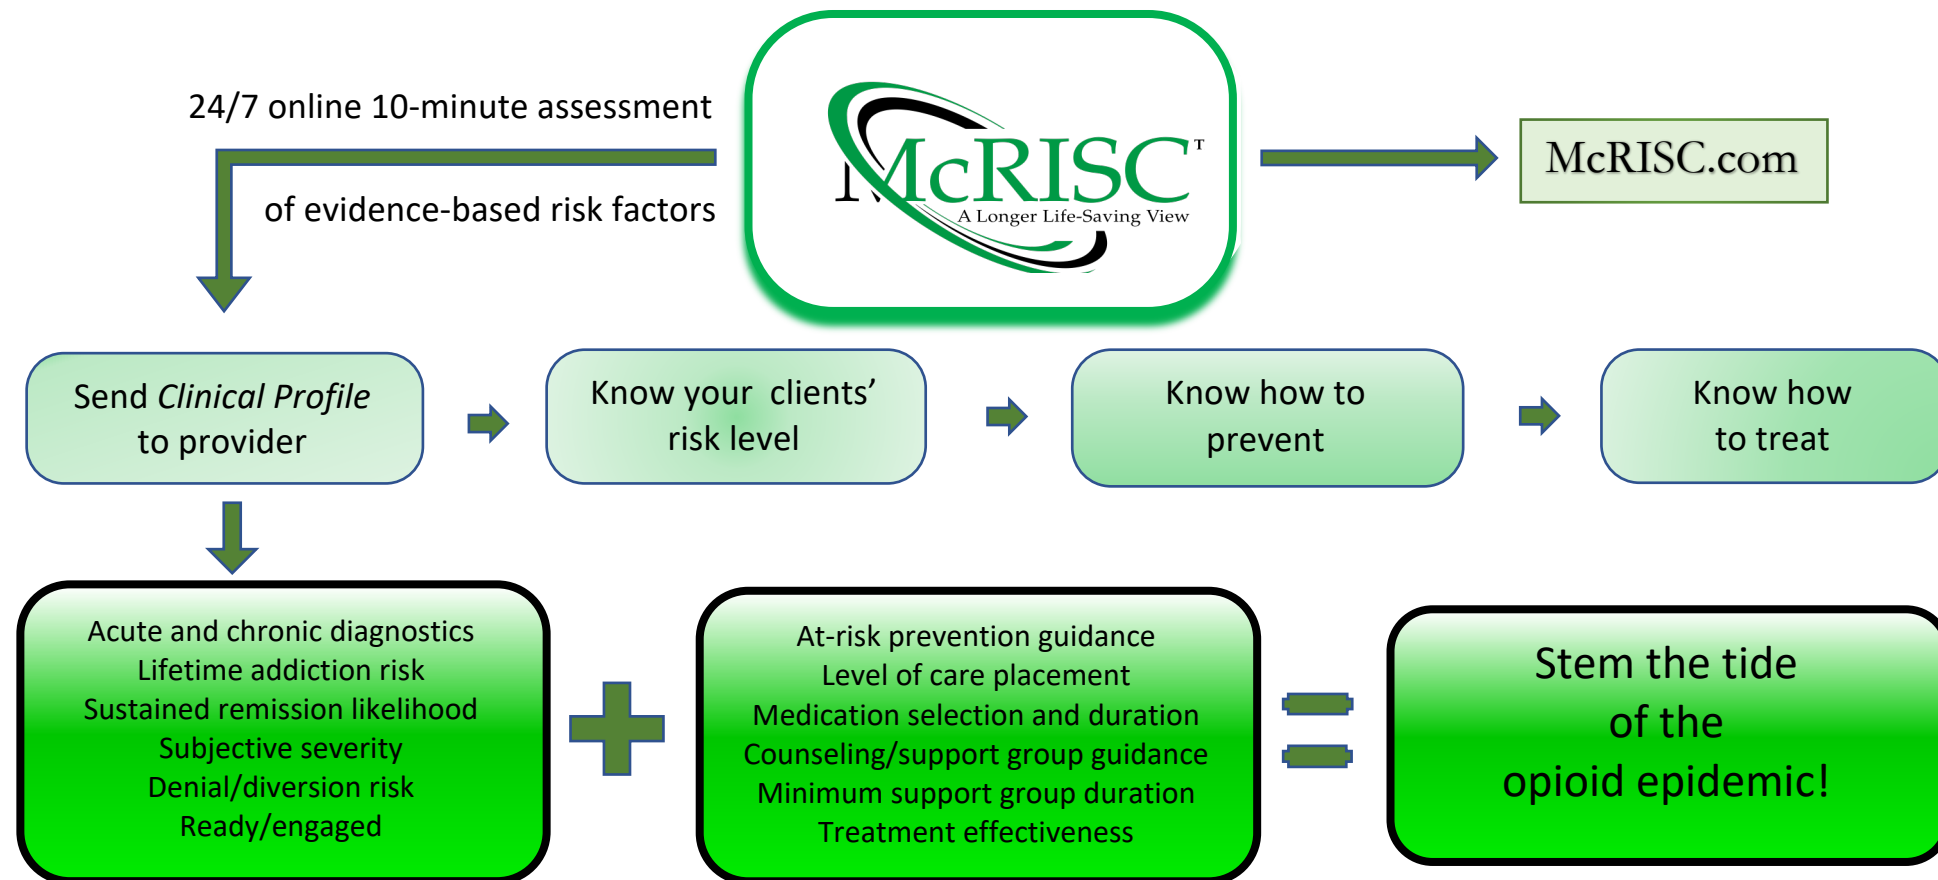 24/7 online 10-minute assessment
of evidence-based risk factors
McRISC T
A Longer Life-Saving View
McRISC.com
Send Clinical Profile
to provider
Know your  clients’
risk level
Know how to
prevent
Know how
to treat
Acute and chronic diagnostics
Lifetime addiction risk
Sustained remission likelihood
Subjective severity
Denial/diversion risk
Ready/engaged
At-risk prevention guidance
Level of care placement
Medication selection and duration
Counseling/support group guidance
Minimum support group duration
Treatment effectiveness
Stem the tide
of the
opioid epidemic!